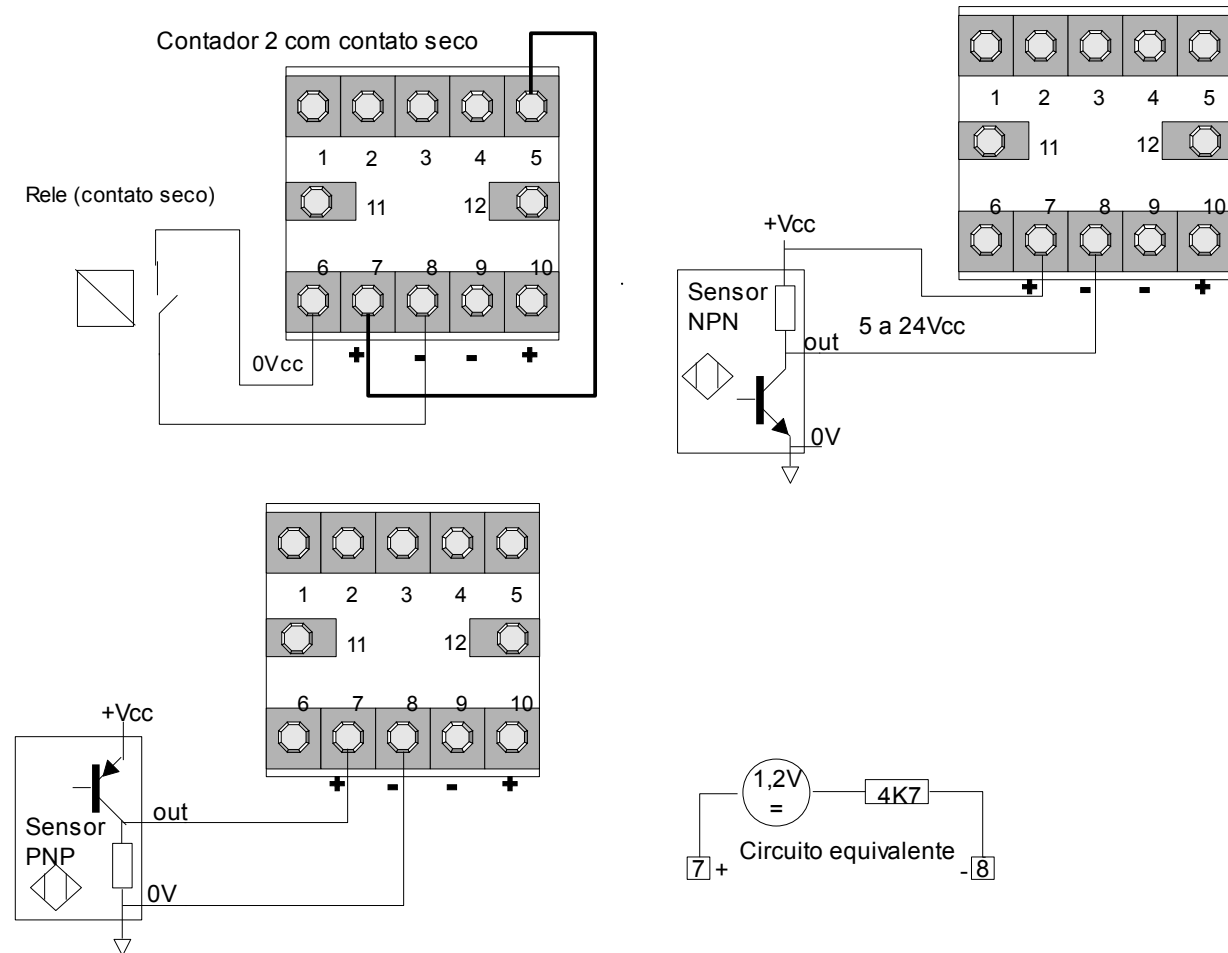 Contador 2 com contato seco
1 2 3 4 5
Rele (contato seco)
11 12
6 7 8 9 10
0Vcc
+ - - +
1 2 3 4 5
11 12
6 7 8 9 10
+ - - +
+Vcc
Sensor
NPN
5 a 24Vcc
out
0V
1 2 3 4 5
11 12
6 7 8 9 10
+ - - +
+Vcc
out
Sensor
PNP
0V
1,2V
=
4K7
Circuito equivalente
7 + - 8